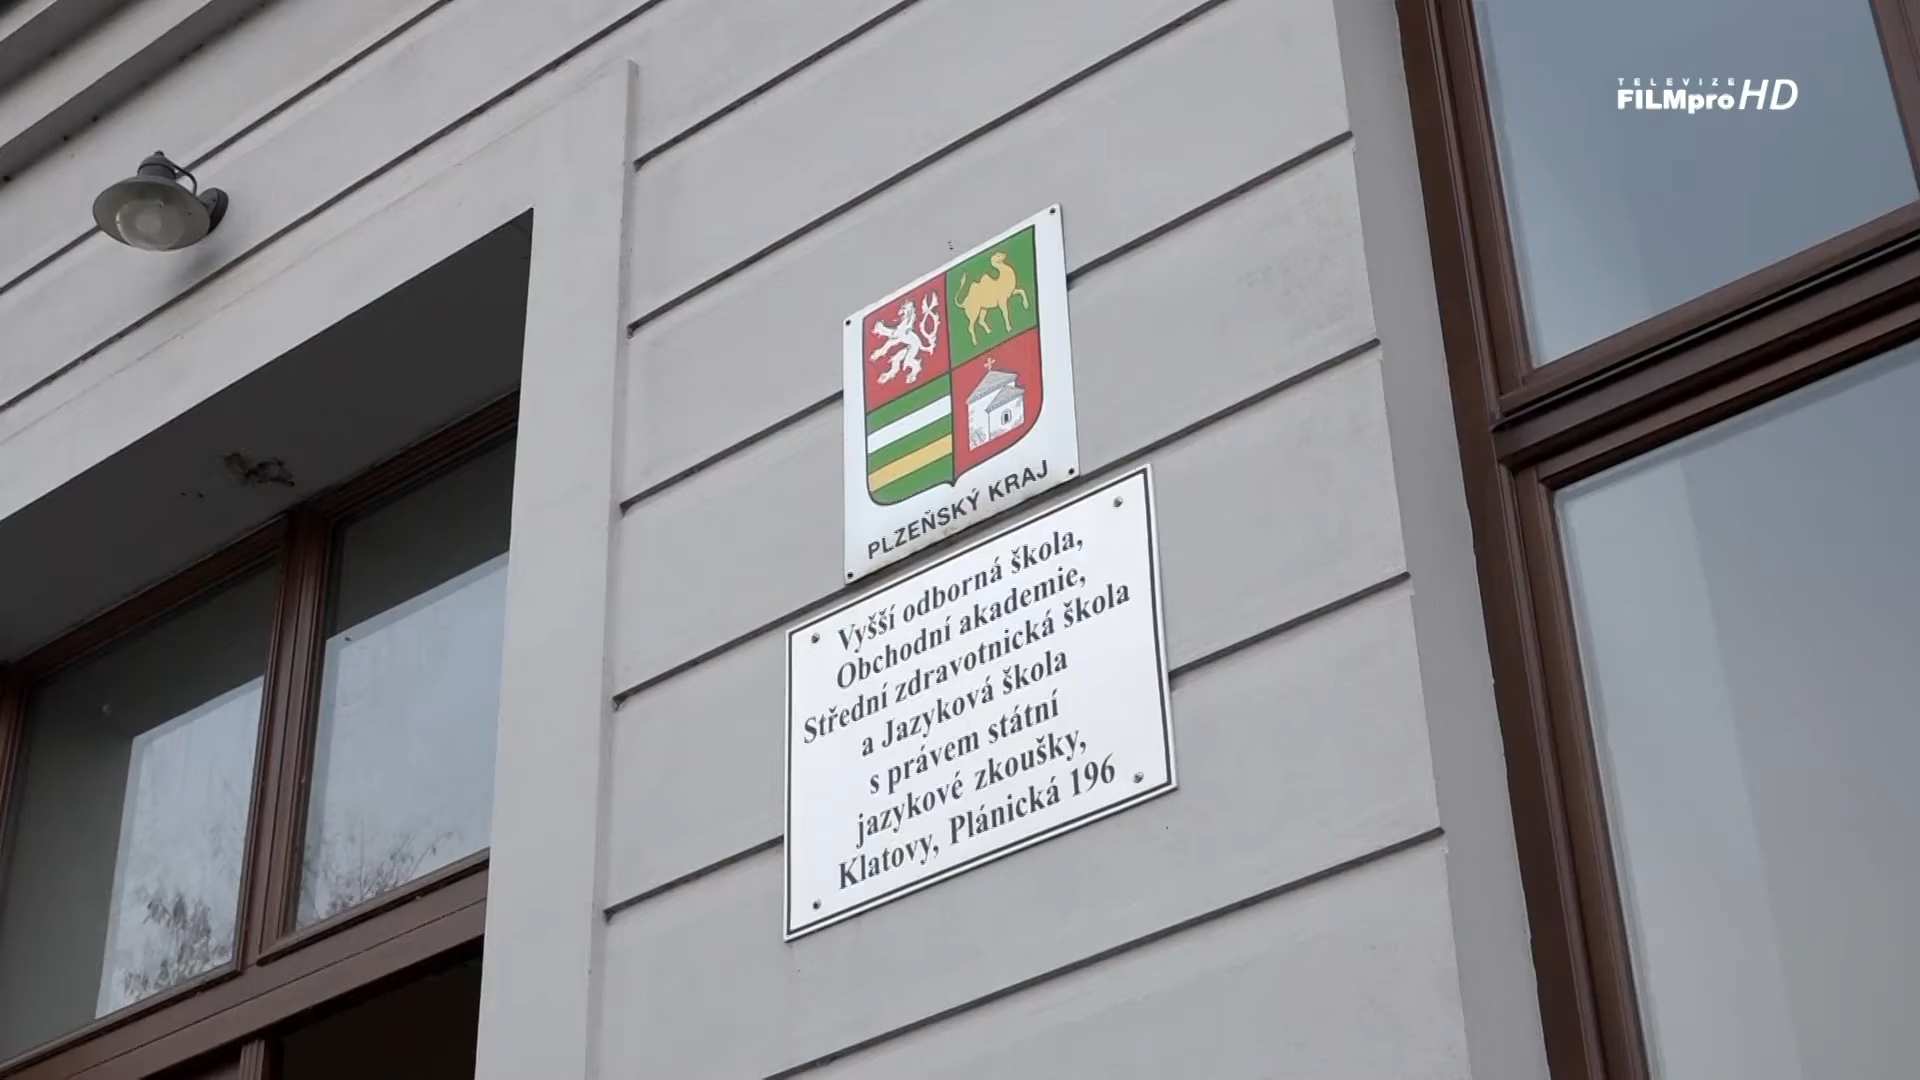 TELEVIZE
FILMpro HD
PLZEŇSKÝ KRAJ
Vyšší odborná škola,
Obchodní akademie,
Střední zdravotnická škola
a Jazyková škola
s právem státní
jazykové zkoušky,
Klatovy, Plánická 196